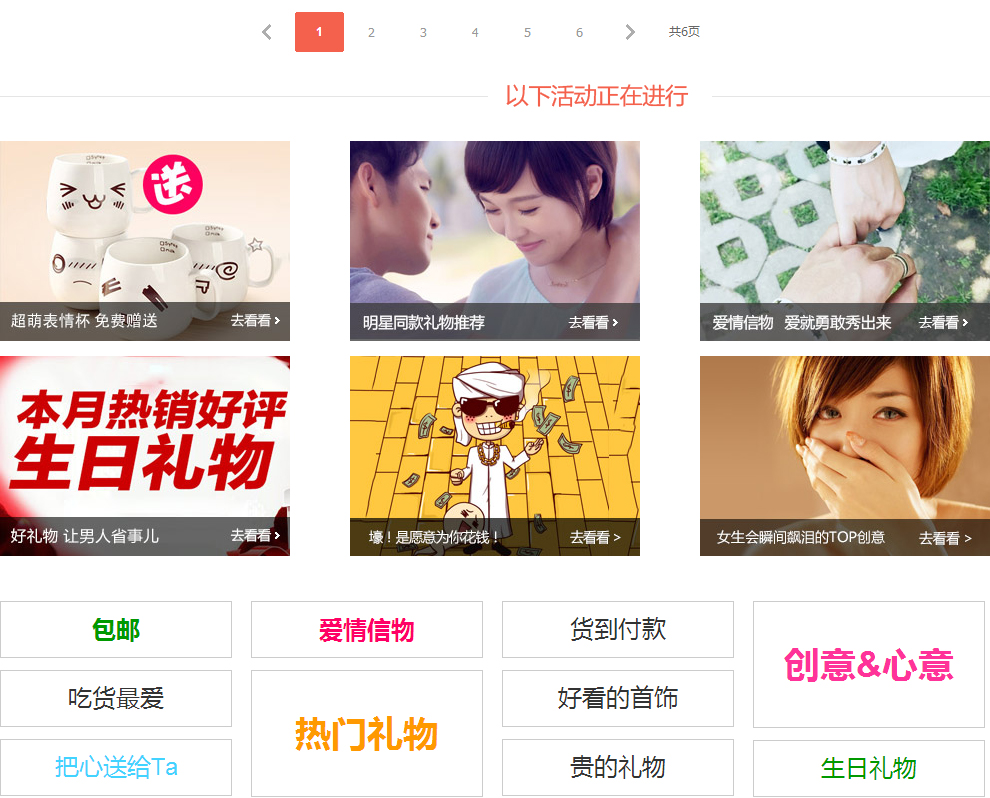 1 2 3 4 5 6 共6页
以下活动正在进行
送
超萌表情杯 免费赠送 去看看
明星同款礼物推荐 去看看
爱情信物 爱就勇敢秀出来 去看看
本月热销好评
生日礼物
好礼物 让男人省事儿 去看看
壕！是愿意为你花钱！ 去看看 >
女生会瞬间飙泪的TOP创意 去看看 >
包邮
爱情信物
货到付款
创意&心意
吃货最爱
热门礼物
好看的首饰
把心送给Ta
贵的礼物
生日礼物